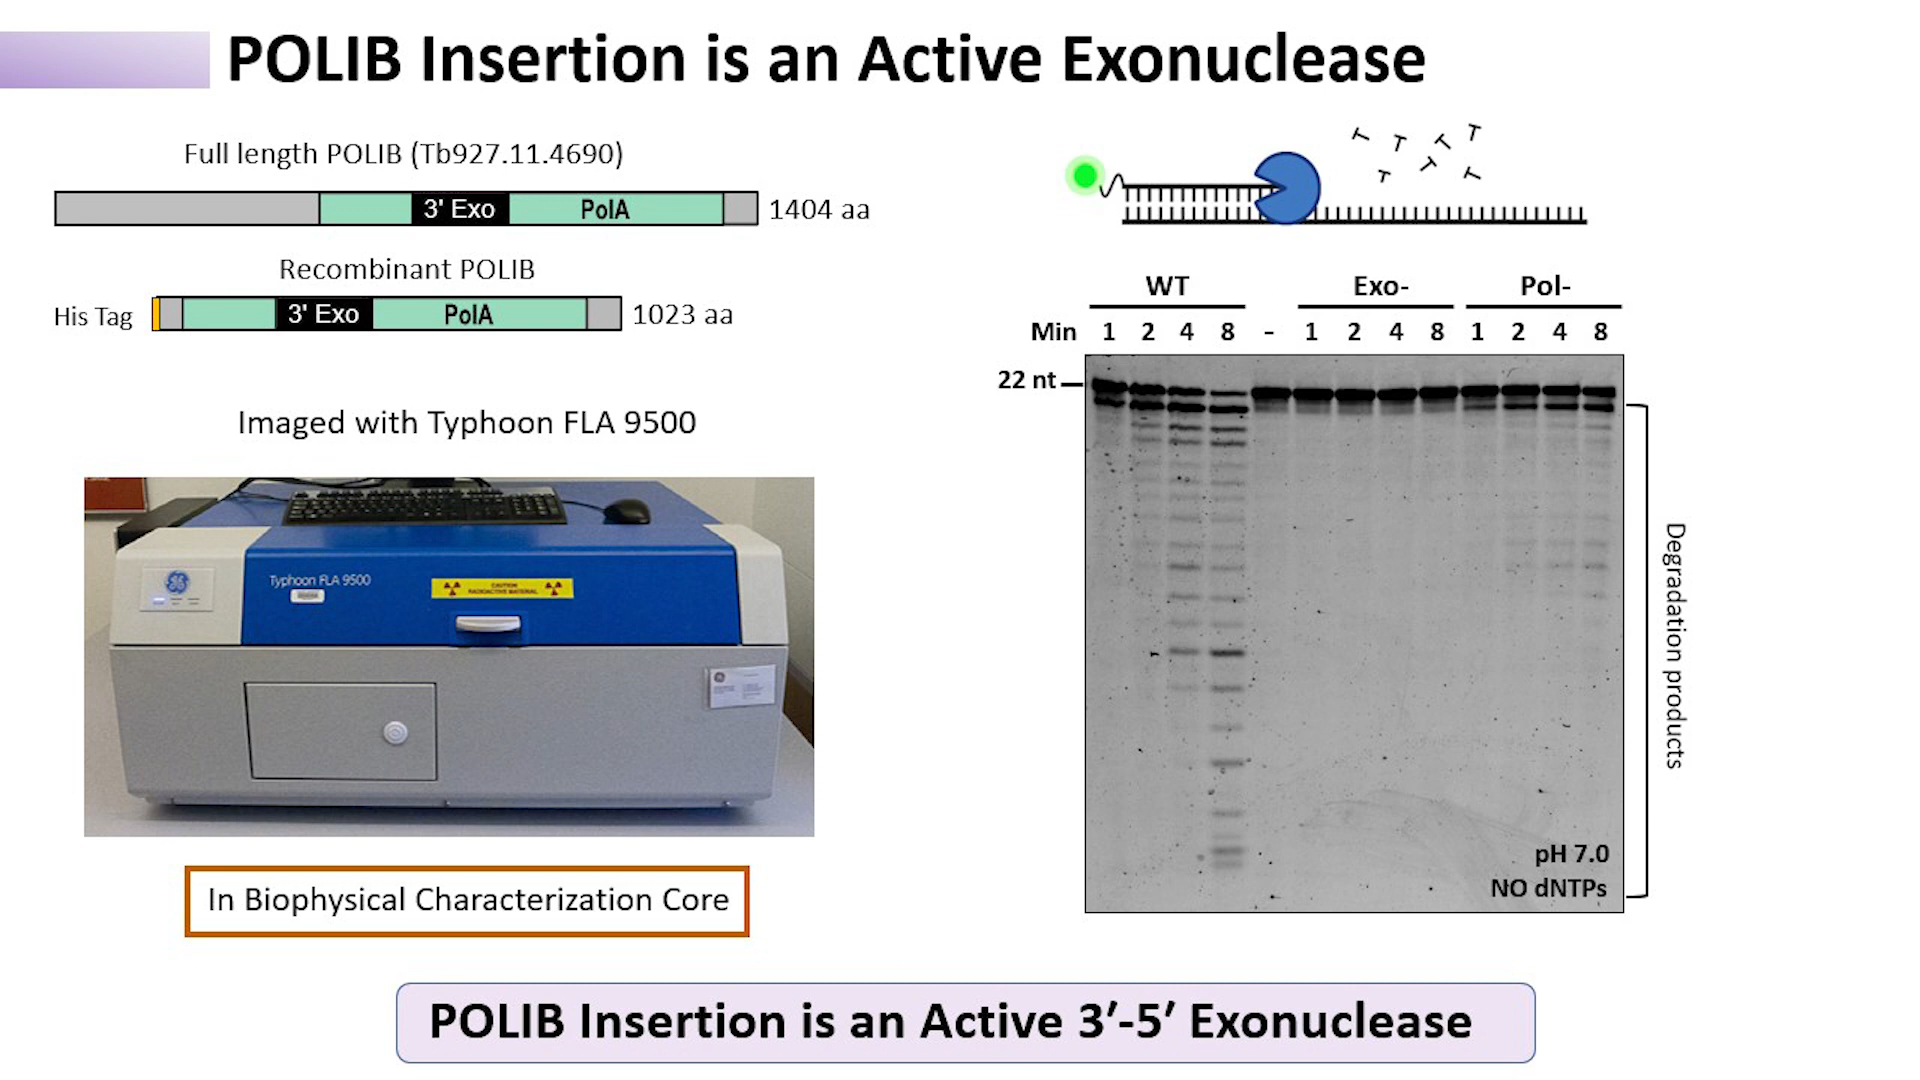 POLIB Insertion is an Active Exonuclease
Full length POLIB (Tb927.11.4690)
3' Exo PolA 1404 aa
Recombinant POLIB
His Tag 3' Exo PolA 1023 aa
Imaged with Typhoon FLA 9500
Typhoon FLA 9500
CAUTION
RADIOACTIVE MATERIAL
In Biophysical Characterization Core
T T T T T T T
WT Exo- Pol-
Min 1 2 4 8 - 1 2 4 8 1 2 4 8
22 nt
Degradation products
pH 7.0
NO dNTPs
POLIB Insertion is an Active 3′-5′ Exonuclease